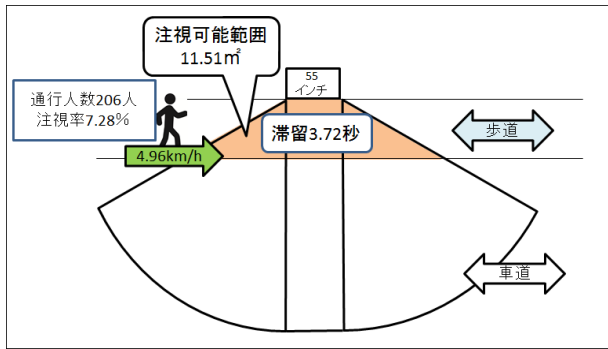 注視可能範囲
11.51㎡
55
インチ
通行人数206人
注視率7.28%
滞留3.72秒
歩道
4.96km/h
車道